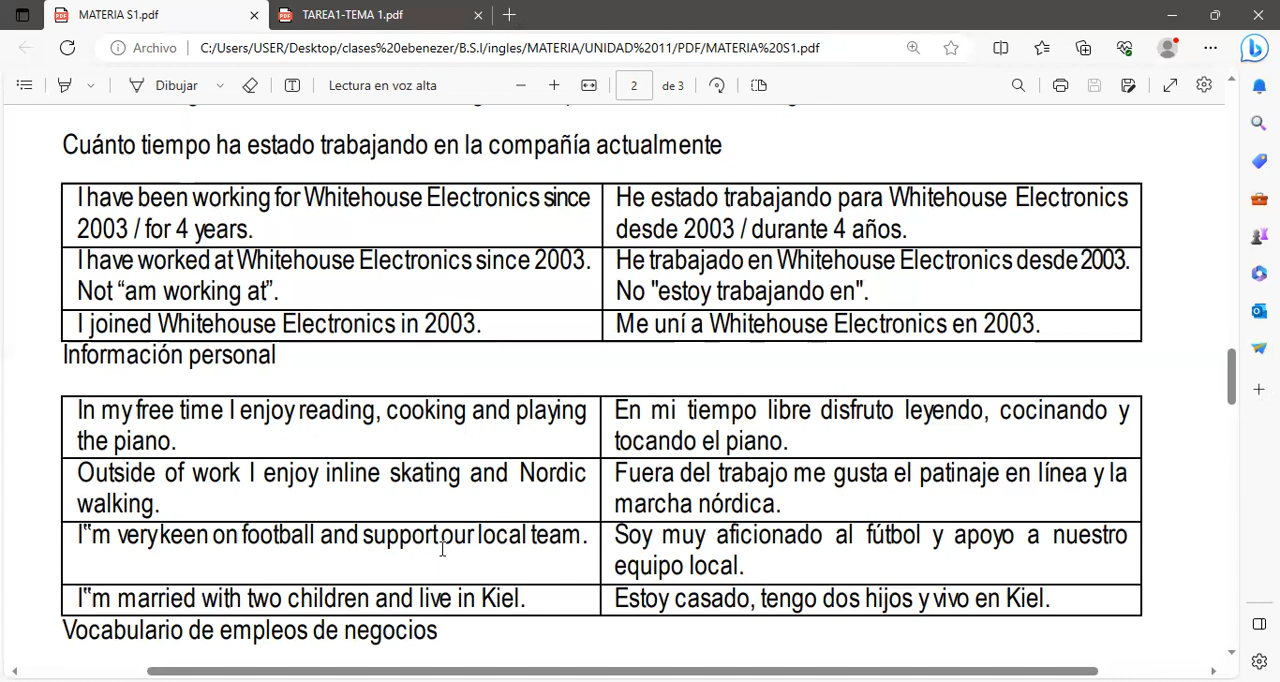 MATERIA S1.pdf
TAREA1-TEMA 1.pdf
Archivo
C:/Users/USER/Desktop/clases%20ebenezer/B.S.I/ingles/MATERIA/UNIDAD%2011/PDF/MATERIA%20S1.pdf
Dibujar
Lectura en voz alta
2
de 3
Cuánto tiempo ha estado trabajando en la compañía actualmente
I have been working for Whitehouse Electronics since
2003 / for 4 years.
He estado trabajando para Whitehouse Electronics
desde 2003 / durante 4 años.
I have worked at Whitehouse Electronics since 2003.
Not “am working at”.
He trabajado en Whitehouse Electronics desde 2003.
No "estoy trabajando en".
I joined Whitehouse Electronics in 2003.
Me uní a Whitehouse Electronics en 2003.
Información personal
In my free time I enjoy reading, cooking and playing
the piano.
En mi tiempo libre disfruto leyendo, cocinando y
tocando el piano.
Outside of work I enjoy inline skating and Nordic
walking.
Fuera del trabajo me gusta el patinaje en línea y la
marcha nórdica.
I‟m very keen on football and support our local team.
Soy muy aficionado al fútbol y apoyo a nuestro
equipo local.
I‟m married with two children and live in Kiel.
Estoy casado, tengo dos hijos y vivo en Kiel.
Vocabulario de empleos de negocios